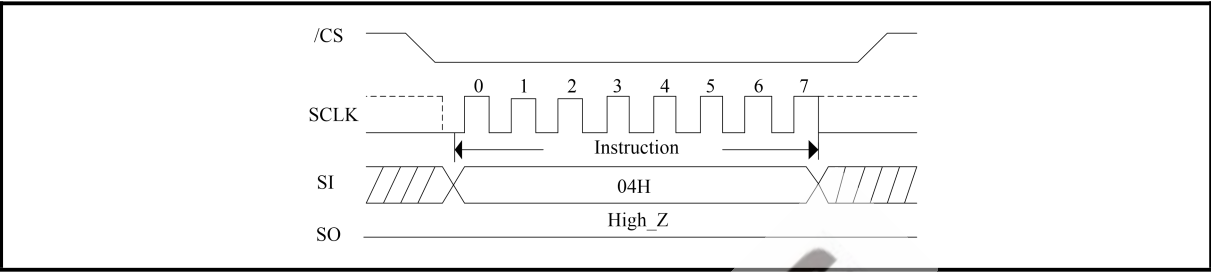 /CS
0 1 2 3 4 5 6 7
SCLK
Instruction
SI
04H
High_Z
SO